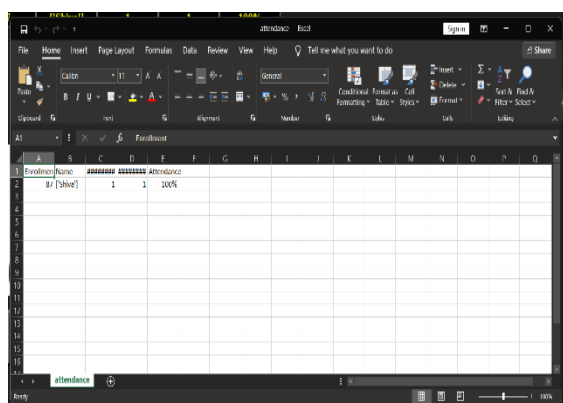 ['Shiva'] 1 1 100%
attendance Excel Sign in
File Home Insert Page Layout Formulas Data Review View Help Tell me what you want to do Share
Paste
Calibri 11 A A
General
Conditional Formatting Format as Table Cell Styles
Insert
Delete
Format
Sort & Filter Find & Select
B I U A
Clipboard Font Alignment Number Styles Cells Editing
A1 fx Enrollment
A B C D E F G H I J K L M N O P Q
1 Enrollmen Name ######## ######## Attendance
2 87 ['Shiva'] 1 1 100%
3
4
5
6
7
8
9
10
11
12
13
14
15
16
attendance
Ready 100%